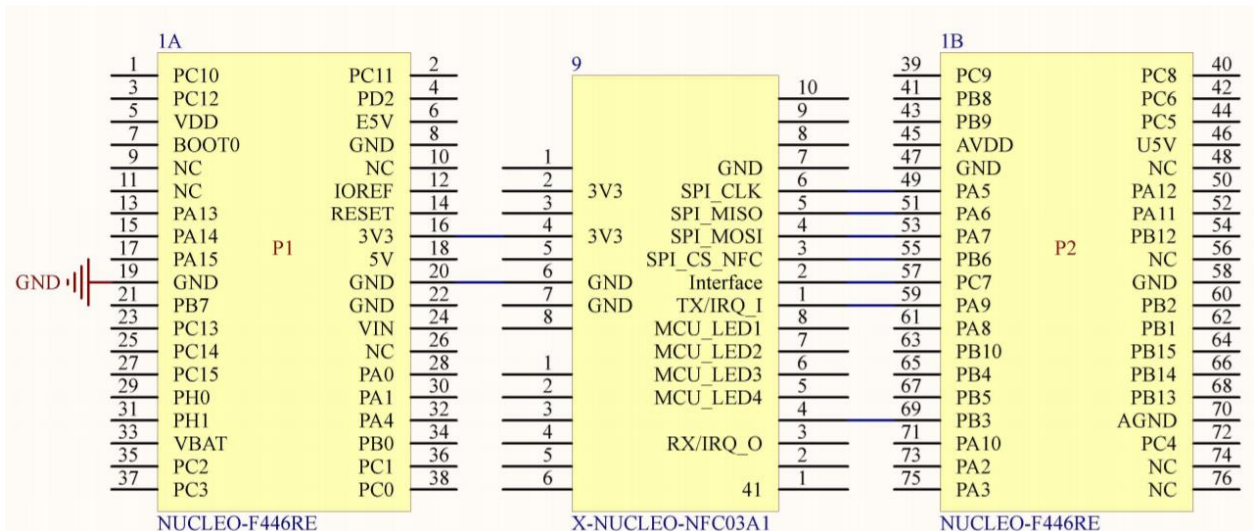 1A
1 PC10 PC11 2
3 PC12 PD2 4
5 VDD E5V 6
7 BOOT0 GND 8
9 NC NC 10
11 NC IOREF 12
13 PA13 RESET 14
15 PA14 3V3 16
P1
17 PA15 5V 18
GND 19 GND GND 20
21 PB7 GND 22
23 PC13 VIN 24
25 PC14 NC 26
27 PC15 PA0 28
29 PH0 PA1 30
31 PH1 PA4 32
33 VBAT PB0 34
35 PC2 PC1 36
37 PC3 PC0 38
NUCLEO-F446RE
9
10
9
8
1 GND 7
2 3V3 SPI_CLK 6
3 SPI_MISO 5
4 3V3 SPI_MOSI 4
5 SPI_CS_NFC 3
6 GND Interface 2
7 GND TX/IRQ_I 1
8 MCU_LED1 8
MCU_LED2 7
1 MCU_LED3 6
2 MCU_LED4 5
3 4
4 RX/IRQ_O 3
5 2
6 41 1
X-NUCLEO-NFC03A1
1B
39 PC9 PC8 40
41 PB8 PC6 42
43 PB9 PC5 44
45 AVDD U5V 46
47 GND NC 48
49 PA5 PA12 50
51 PA6 PA11 52
53 PA7 PB12 54
P2
55 PB6 NC 56
57 PC7 GND 58
59 PA9 PB2 60
61 PA8 PB1 62
63 PB10 PB15 64
65 PB4 PB14 66
67 PB5 PB13 68
69 PB3 AGND 70
71 PA10 PC4 72
73 PA2 NC 74
75 PA3 NC 76
NUCLEO-F446RE